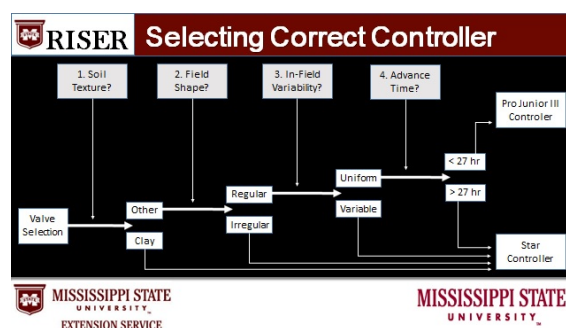 RISER
Selecting Correct Controller
1. Soil
Texture?
2. Field
Shape?
3. In-Field
Variability?
4. Advance
Time?
Pro Junior III
Controller
< 27 hr
Uniform
> 27 hr
Regular
Variable
Other
Irregular
Valve
Selection
Clay
Star
Controller
MISSISSIPPI STATE
UNIVERSITY
EXTENSION SERVICE
MISSISSIPPI STATE
UNIVERSITY